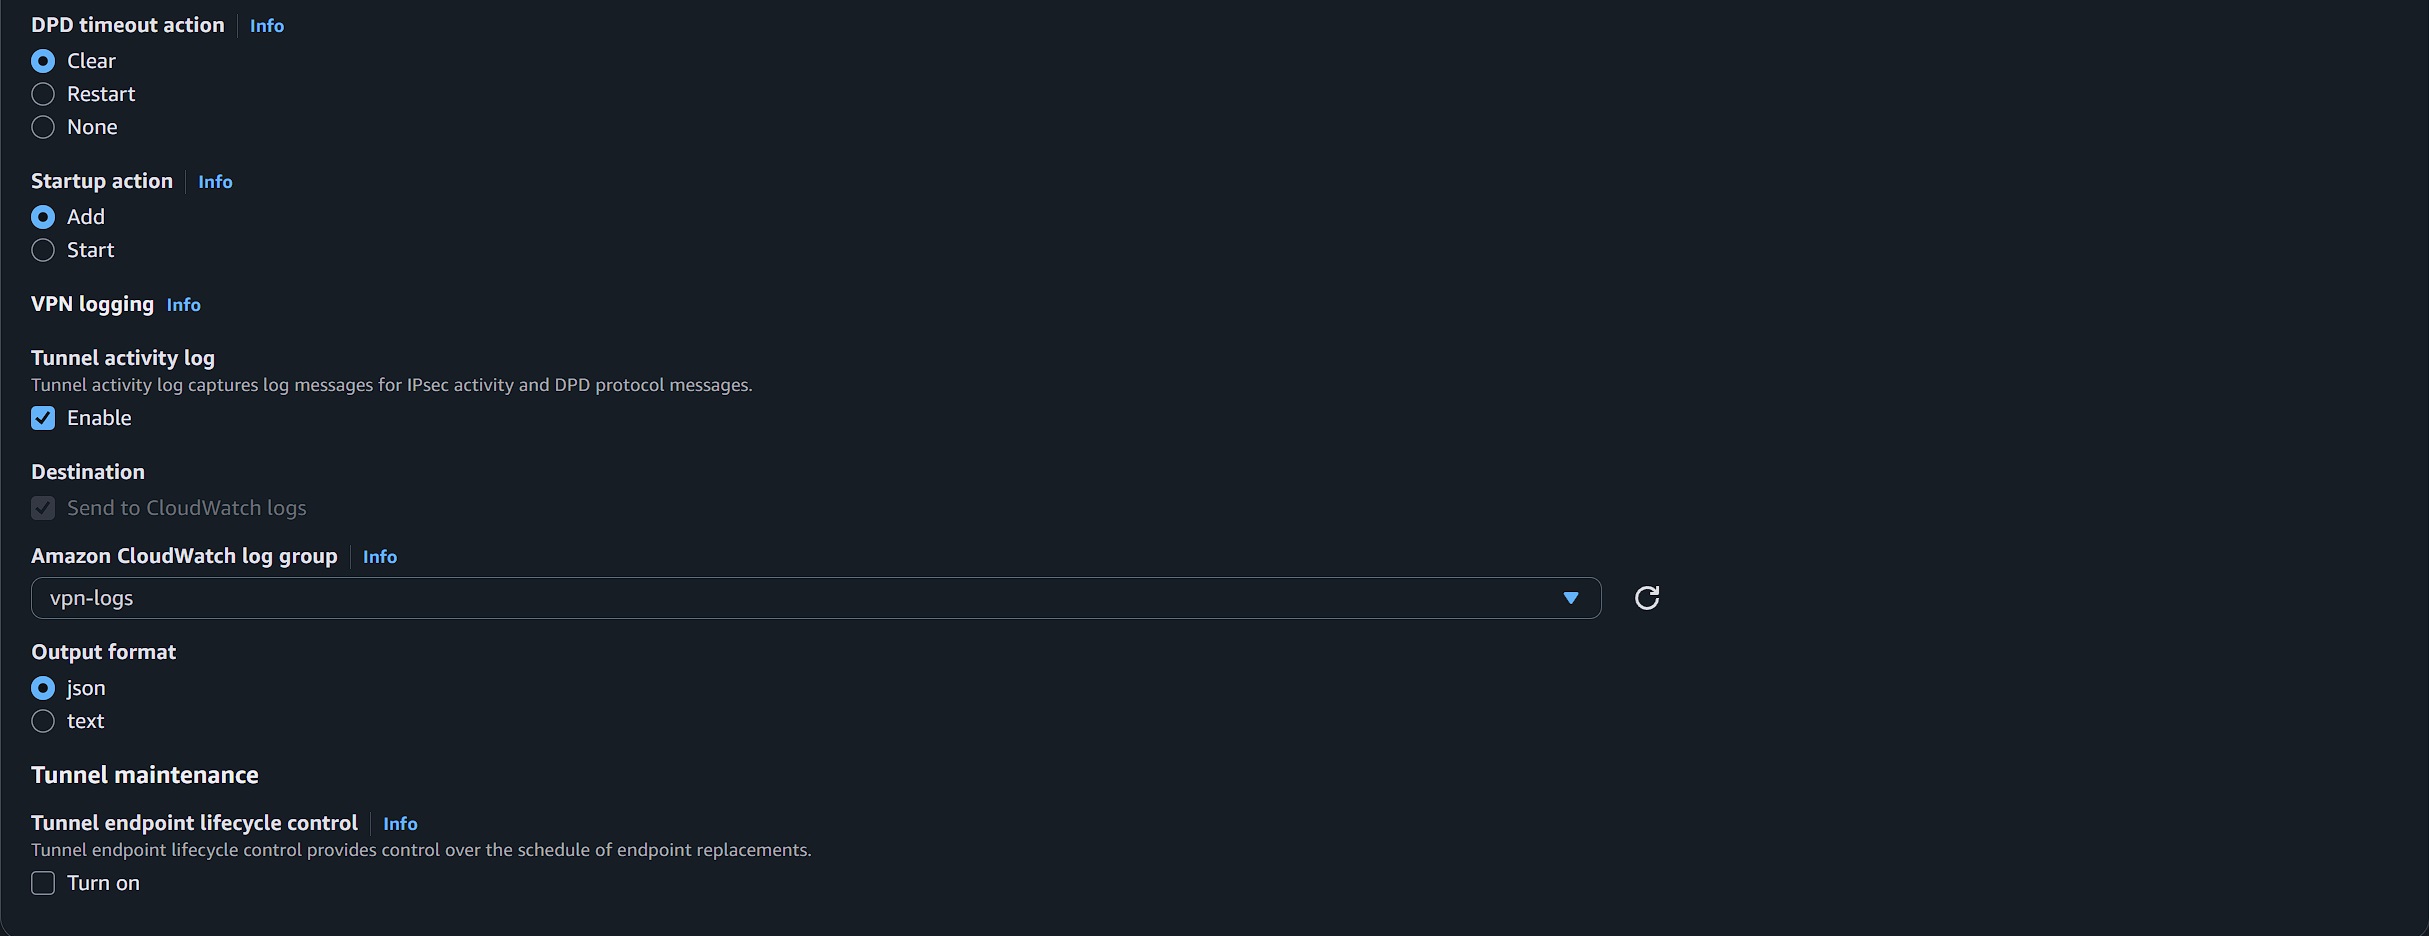 DPD timeout action Info
Clear
Restart
None
Startup action Info
Add
Start
VPN logging Info
Tunnel activity log
Tunnel activity log captures log messages for IPsec activity and DPD protocol messages.
Enable
Destination
Send to CloudWatch logs
Amazon CloudWatch log group Info
vpn-logs
Output format
json
text
Tunnel maintenance
Tunnel endpoint lifecycle control Info
Tunnel endpoint lifecycle control provides control over the schedule of endpoint replacements.
Turn on